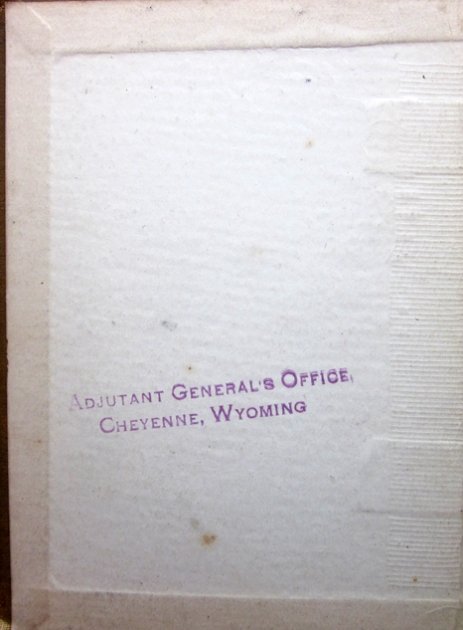 ADJUTANT GENERAL'S OFFICE,
CHEYENNE, WYOMING